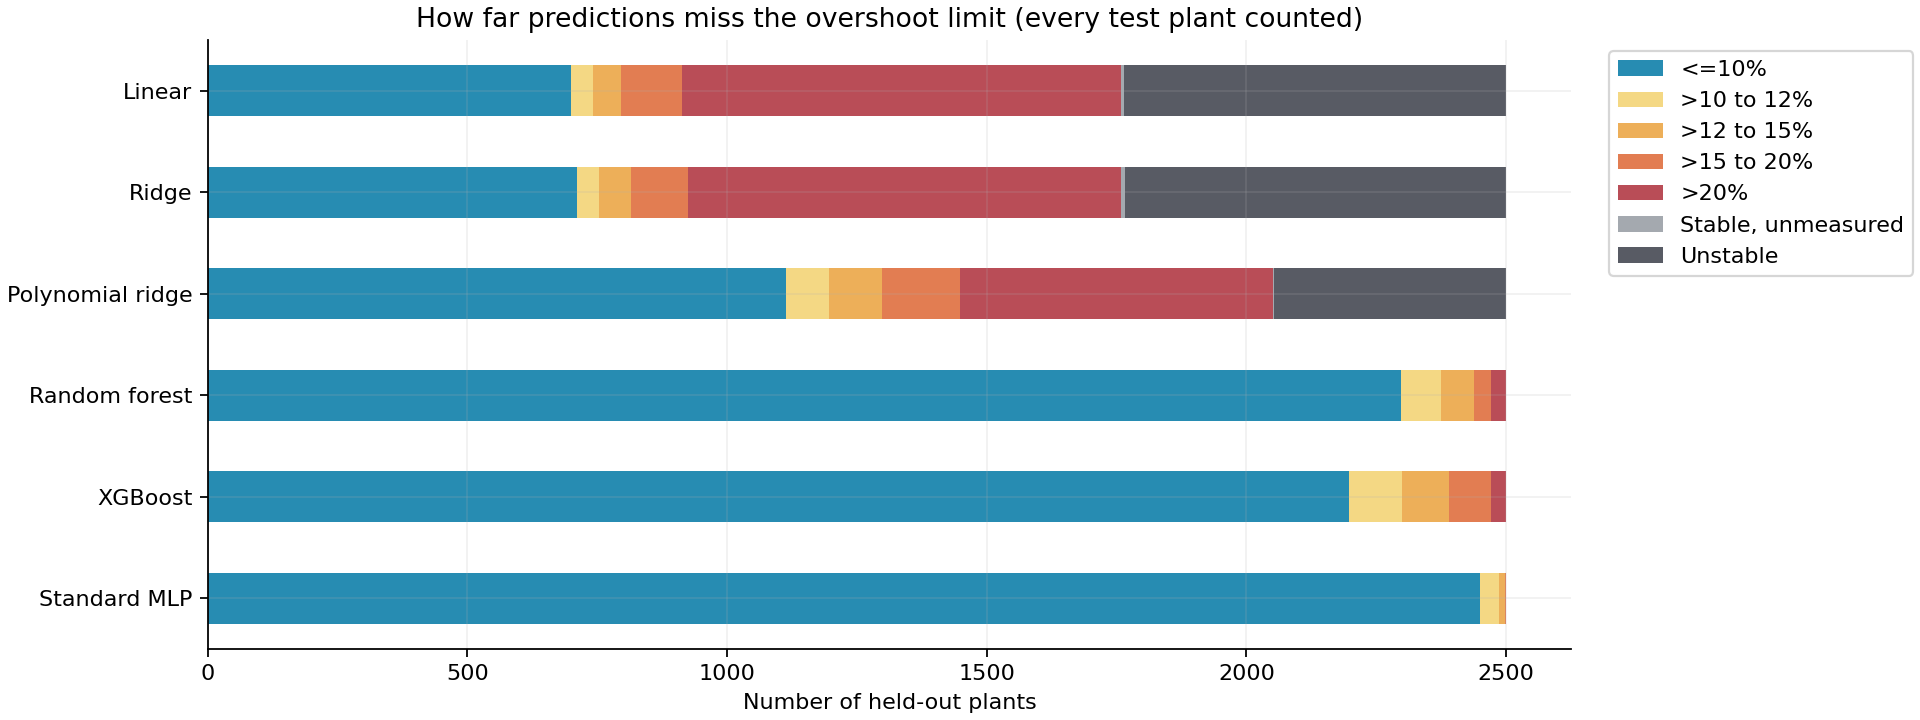 How far predictions miss the overshoot limit (every test plant counted)
Linear
Ridge
Polynomial ridge
Random forest
XGBoost
Standard MLP
0 500 1000 1500 2000 2500
Number of held-out plants
<=10%
>10 to 12%
>12 to 15%
>15 to 20%
>20%
Stable, unmeasured
Unstable